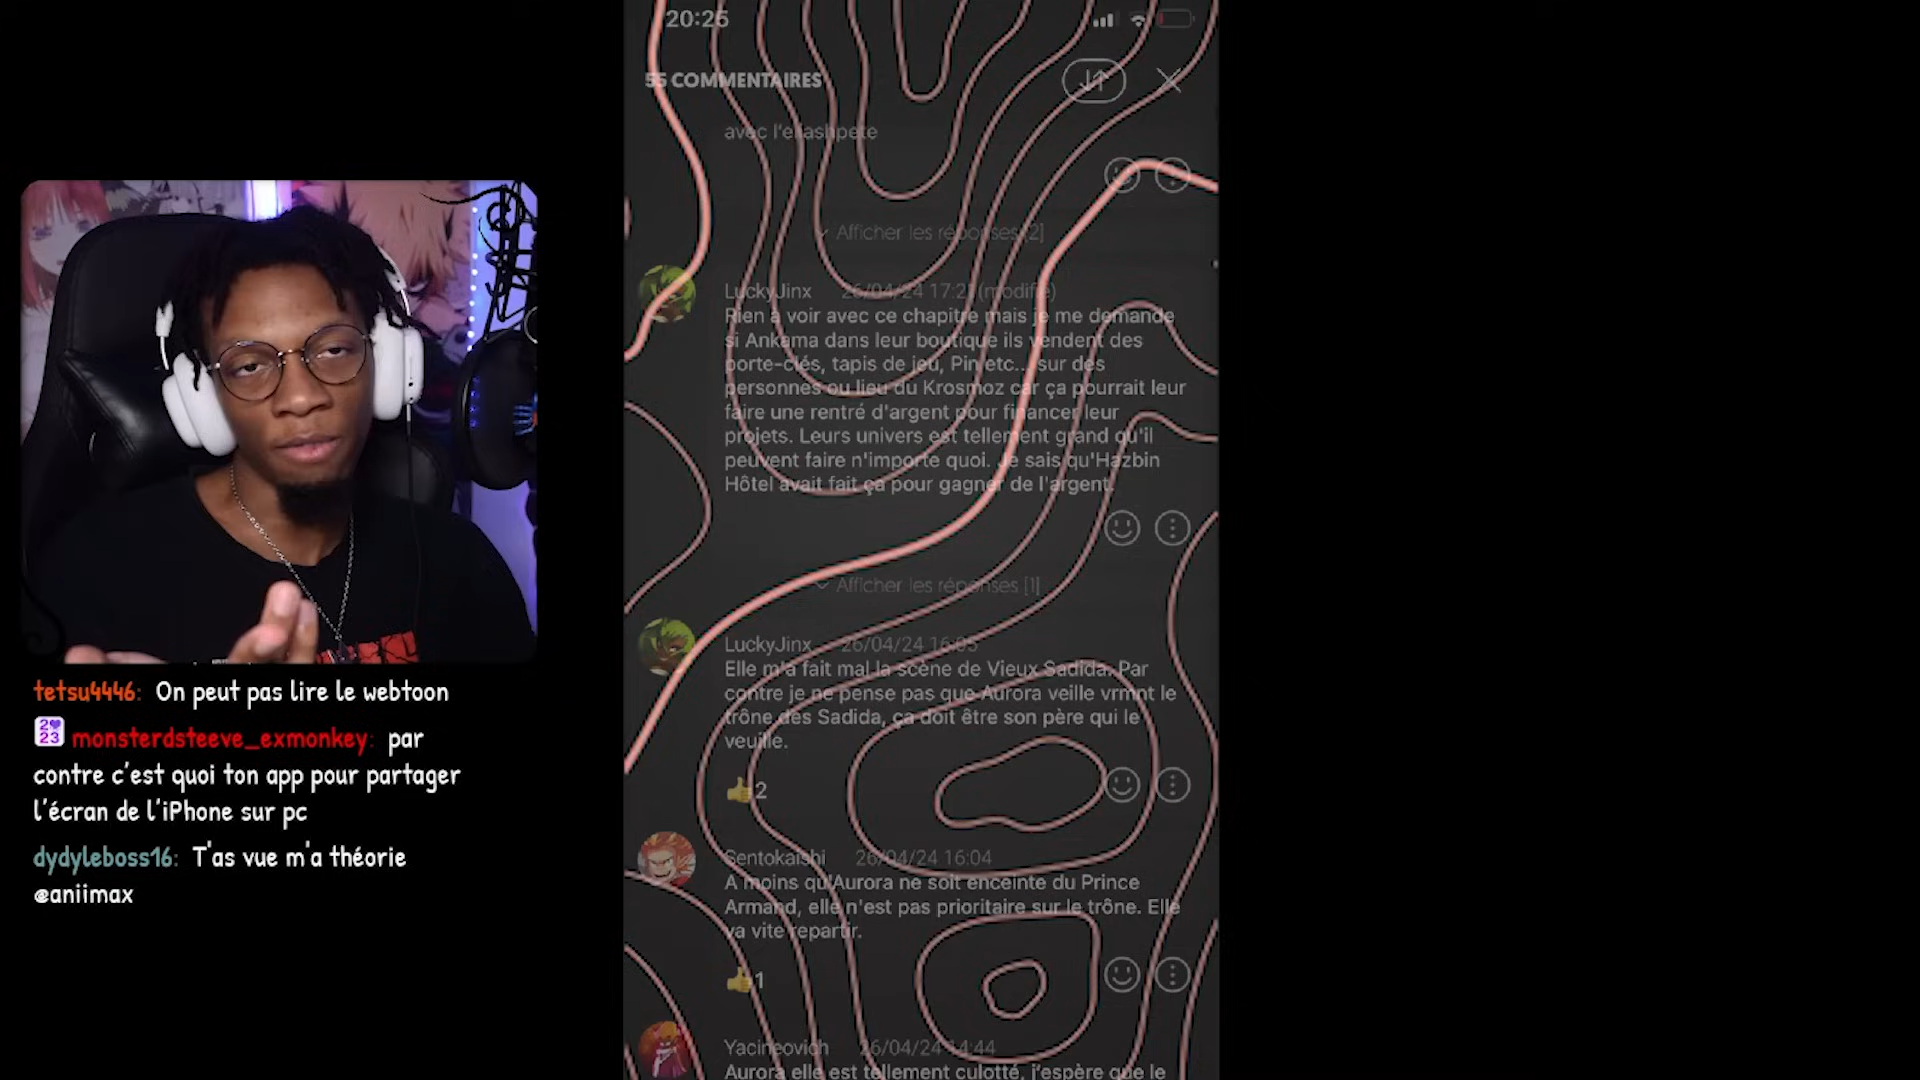 20:25
55 COMMENTAIRES
avec l'eliashpete
Afficher les réponses [2]
LuckyJinx 26/04/24 17:2 (modifié)
Rien à voir avec ce chapitre mais je me demande
si Ankama dans leur boutique ils vendent des
porte-clés, tapis de jeu, Pin etc... sur des
personnes ou lieu du Krosmoz car ça pourrait leur
faire une rentré d'argent pour financer leur
projets. Leurs univers est tellement grand qu'il
peuvent faire n'importe quoi. Je sais qu'Hazbin
Hôtel avait fait ça pour gagner de l'argent.
Afficher les réponses [1]
LuckyJinx 26/04/24 16:05
Elle m'a fait mal la scène de Vieux Sadida. Par
contre je ne pense pas que Aurora veille vrmnt le
trône des Sadida, ça doit être son père qui le
veuille.
2
Sentokaishi 26/04/24 16:04
A moins qu'Aurora ne soit enceinte du Prince
Armand, elle n'est pas prioritaire sur le trône. Elle
va vite repartir.
1
Yacineovich 26/04/24 14:44
Aurora elle est tellement culotté, j'espère que le
tetsu4446: On peut pas lire le webtoon
2 23 monsterdsteeve_exmonkey: par
contre c'est quoi ton app pour partager
l'écran de l'iPhone sur pc
dydyleboss16: T'as vue m'a théorie
@aniimax